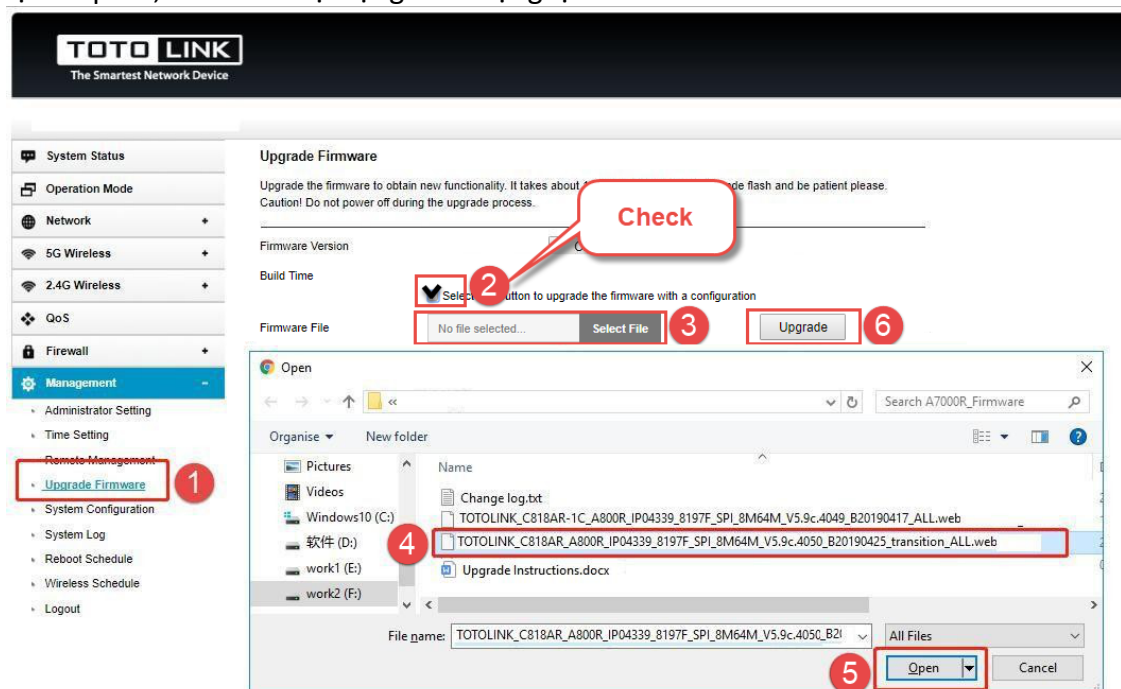 TOTO LINK
The Smartest Network Device
System Status
Operation Mode
Network +
5G Wireless +
2.4G Wireless +
QoS
Firewall +
Management -
Administrator Setting
Time Setting
Remote Management
Upgrade Firmware
1
System Configuration
System Log
Reboot Schedule
Wireless Schedule
Logout
Upgrade Firmware
Upgrade the firmware to obtain new functionality. It takes about flash and be patient please.
Caution! Do not power off during the upgrade process.
Check
Firmware Version
Build Time
2
Select to upgrade the firmware with a configuration
Firmware File No file selected... Select File 3 Upgrade 6
Open
«
Search A7000R_Firmware
Organise New folder
Pictures
Videos
Windows10 (C:)
软件 (D:)
work1 (E:)
work2 (F:)
Name
Change log.txt
TOTOLINK_C818AR-1C_A800R_IP04339_8197F_SPI_8M64M_V5.9c.4049_B20190417_ALL.web
4 TOTOLINK_C818AR_A800R_IP04339_8197F_SPI_8M64M_V5.9c.4050_B20190425_transition_ALL.web
Upgrade Instructions.docx
File name: TOTOLINK_C818AR_A800R_IP04339_8197F_SPI_8M64M_V5.9c.4050_B2 All Files
5 Open Cancel